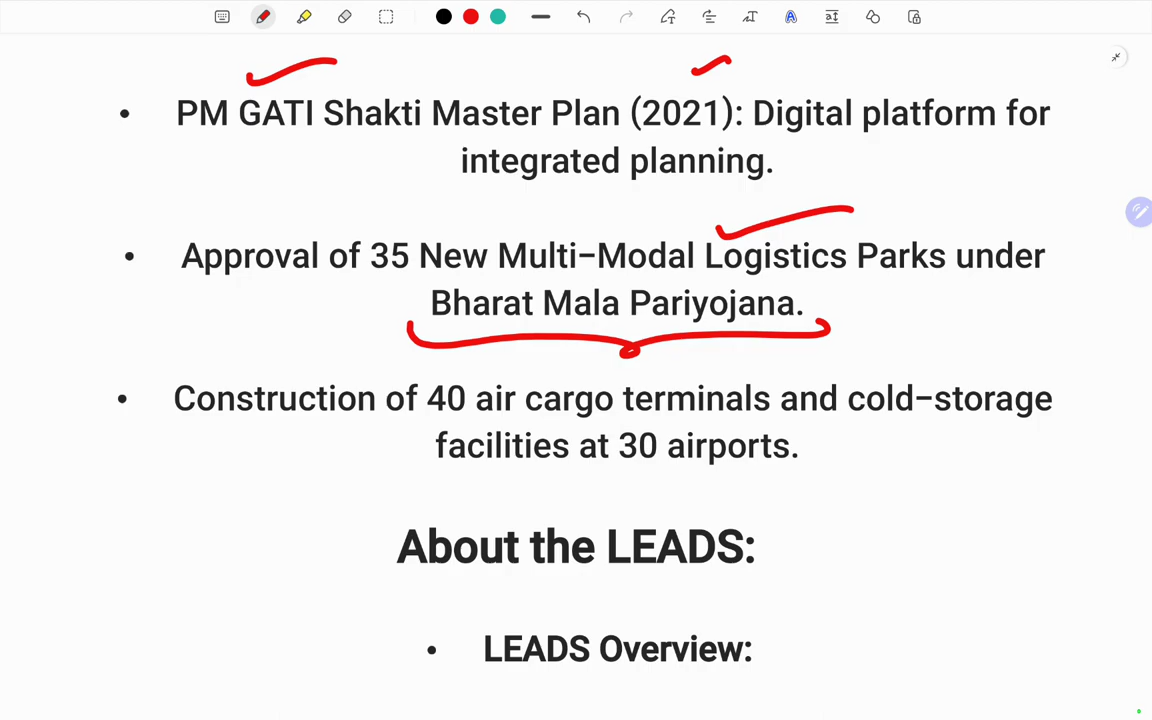 • PM GATI Shakti Master Plan (2021): Digital platform for
integrated planning.
• Approval of 35 New Multi-Modal Logistics Parks under
Bharat Mala Pariyojana.
• Construction of 40 air cargo terminals and cold-storage
facilities at 30 airports.
About the LEADS:
• LEADS Overview: